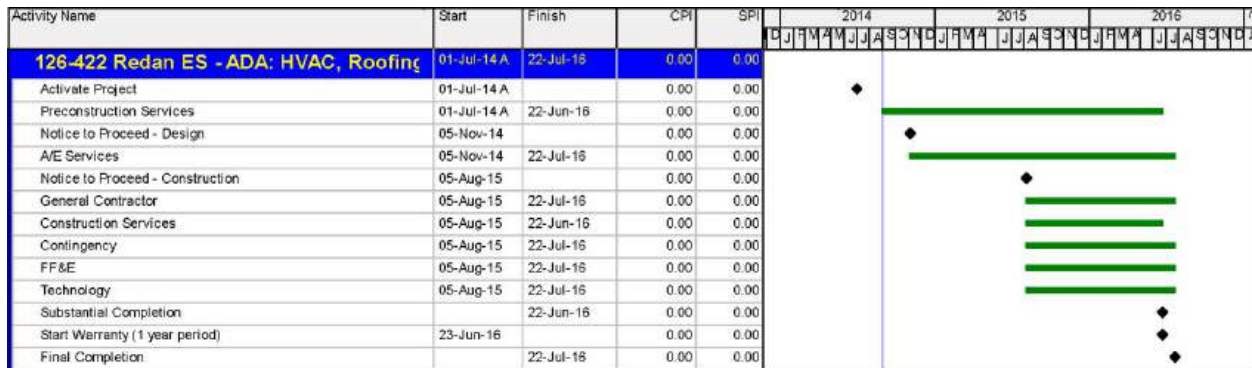 Activity Name Start Finish CPI SPI 2014 2015 2016
D J F M A M J J A S O N D J F M A J J A S O N D J F M A J J A S O N D J
126-422 Redan ES - ADA: HVAC, Roofing 01-Jul-14 A 22-Jul-16 0.00 0.00
Activate Project 01-Jul-14 A 0.00 0.00
Preconstruction Services 01-Jul-14 A 22-Jun-16 0.00 0.00
Notice to Proceed - Design 05-Nov-14 0.00 0.00
A/E Services 05-Nov-14 22-Jul-16 0.00 0.00
Notice to Proceed - Construction 05-Aug-15 0.00 0.00
General Contractor 05-Aug-15 22-Jul-16 0.00 0.00
Construction Services 05-Aug-15 22-Jun-16 0.00 0.00
Contingency 05-Aug-15 22-Jul-16 0.00 0.00
FF&E 05-Aug-15 22-Jul-16 0.00 0.00
Technology 05-Aug-15 22-Jul-16 0.00 0.00
Substantial Completion 22-Jun-16 0.00 0.00
Start Warranty (1 year period) 23-Jun-16 0.00 0.00
Final Completion 22-Jul-16 0.00 0.00